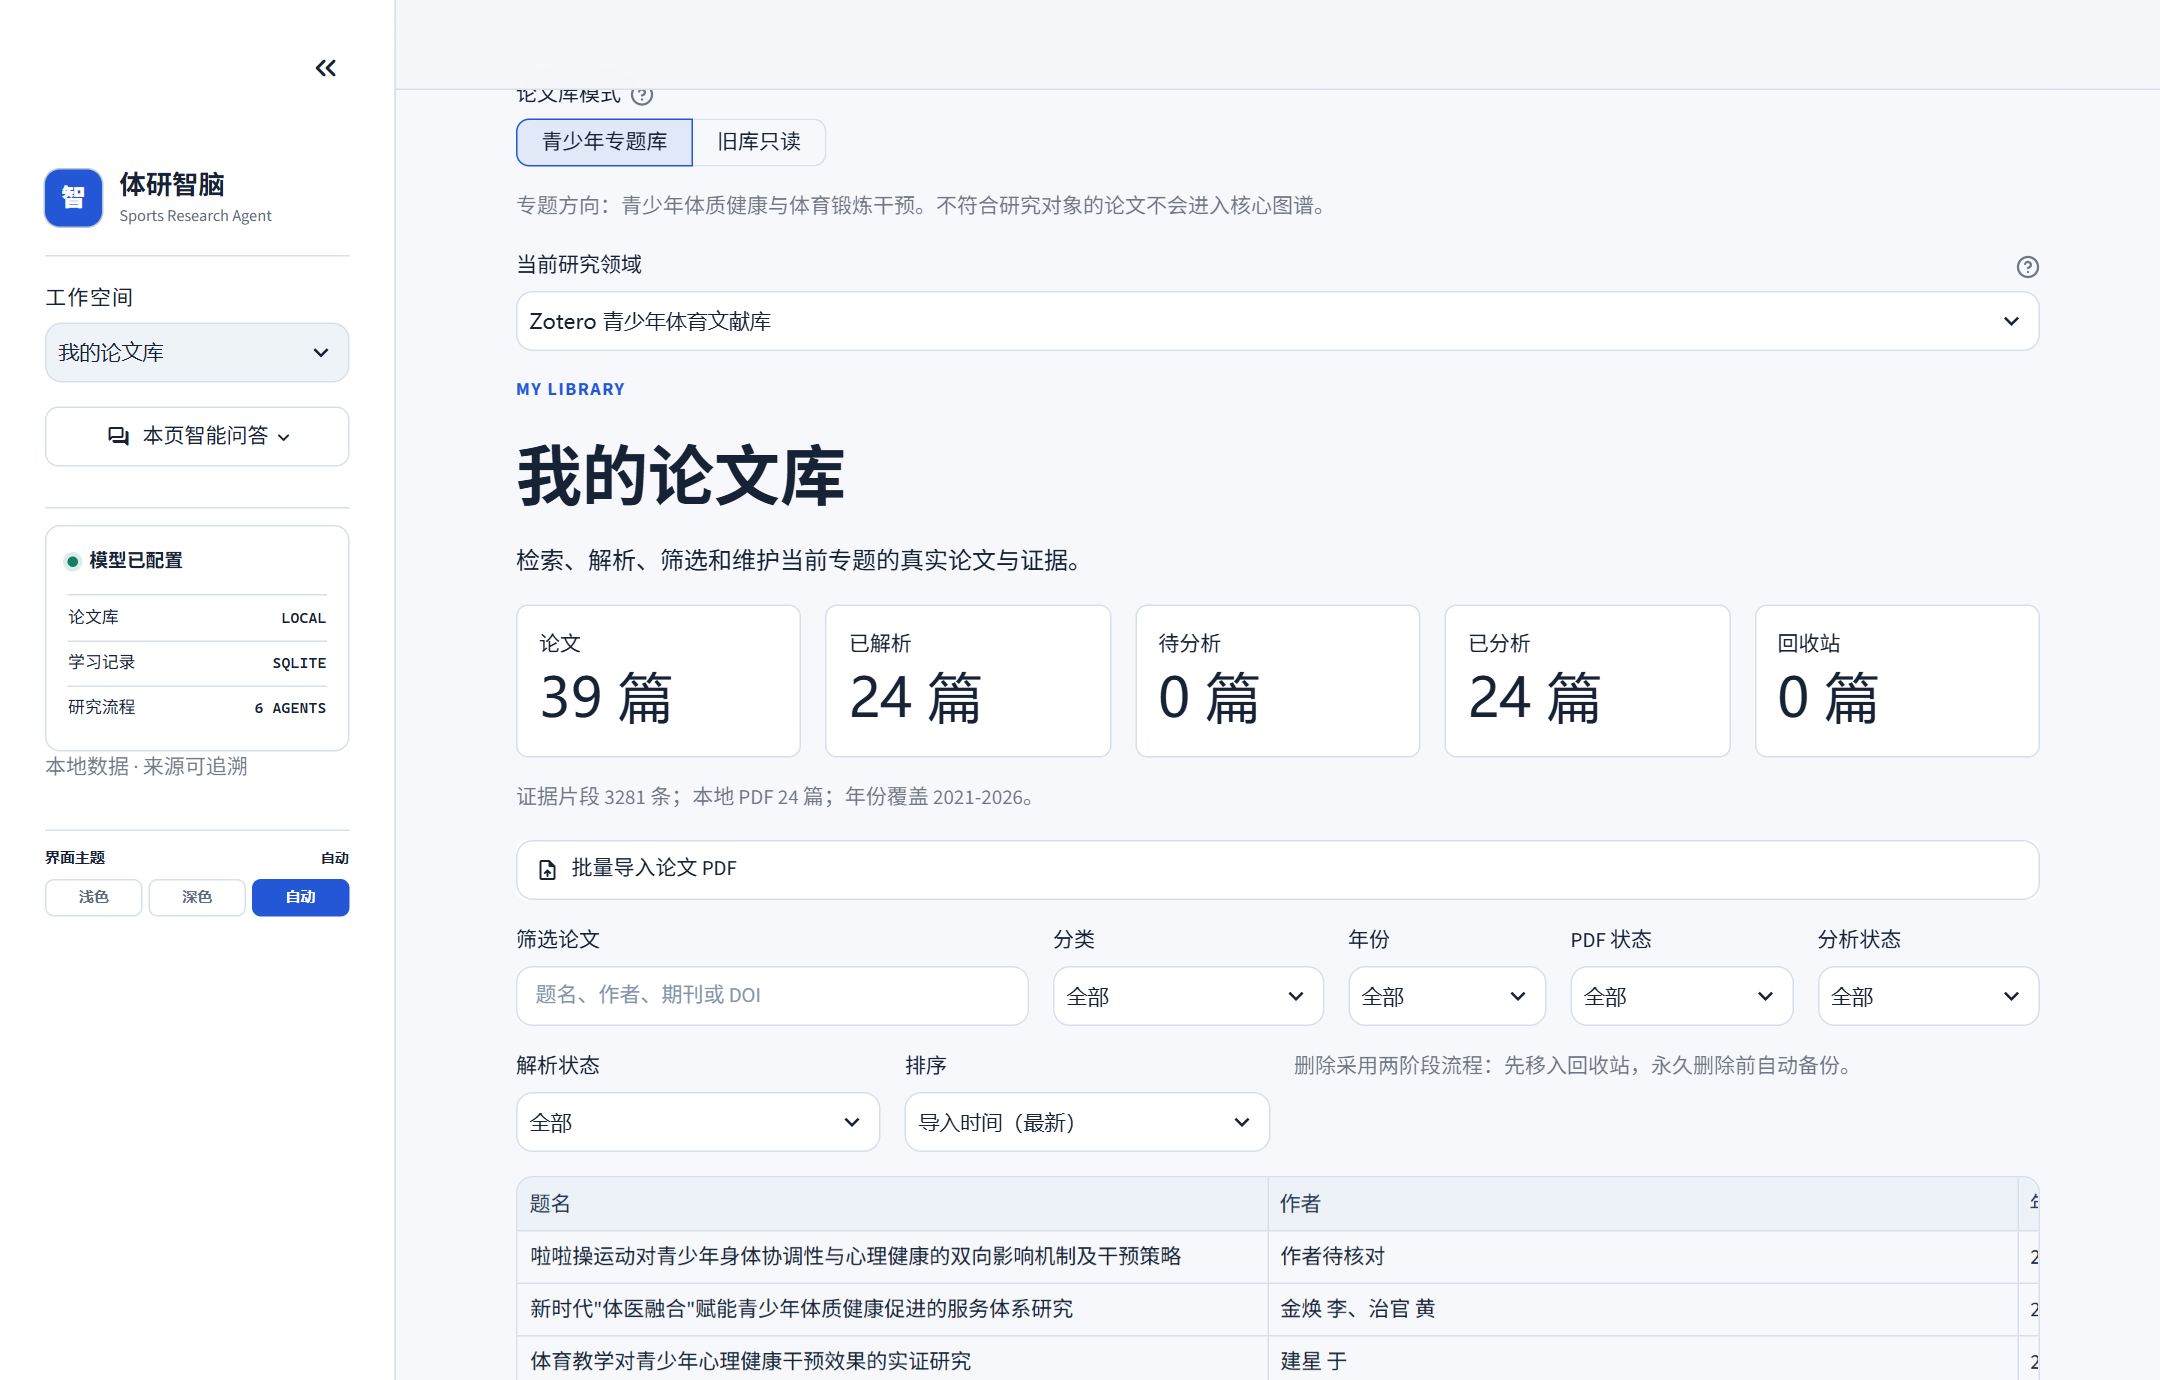 智
体研智脑
Sports Research Agent
工作空间
我的论文库
本页智能问答
模型已配置
论文库 LOCAL
学习记录 SQLITE
研究流程 6 AGENTS
本地数据 · 来源可追溯
界面主题 自动
浅色 深色 自动
论文库模式
青少年专题库 旧库只读
专题方向：青少年体质健康与体育锻炼干预。不符合研究对象的论文不会进入核心图谱。
当前研究领域
Zotero 青少年体育文献库
MY LIBRARY
我的论文库
检索、解析、筛选和维护当前专题的真实论文与证据。
论文 已解析 待分析 已分析 回收站
39 篇 24 篇 0 篇 24 篇 0 篇
证据片段 3281 条；本地 PDF 24 篇；年份覆盖 2021-2026。
批量导入论文 PDF
筛选论文 分类 年份 PDF 状态 分析状态
题名、作者、期刊或 DOI 全部 全部 全部 全部
解析状态 排序 删除采用两阶段流程：先移入回收站，永久删除前自动备份。
全部 导入时间（最新）
题名 作者
啦啦操运动对青少年身体协调性与心理健康的双向影响机制及干预策略 作者待核对 2
新时代"体医融合"赋能青少年体质健康促进的服务体系研究 金焕 李、治官 黄 2
体育教学对青少年心理健康干预效果的实证研究 建星 于 2